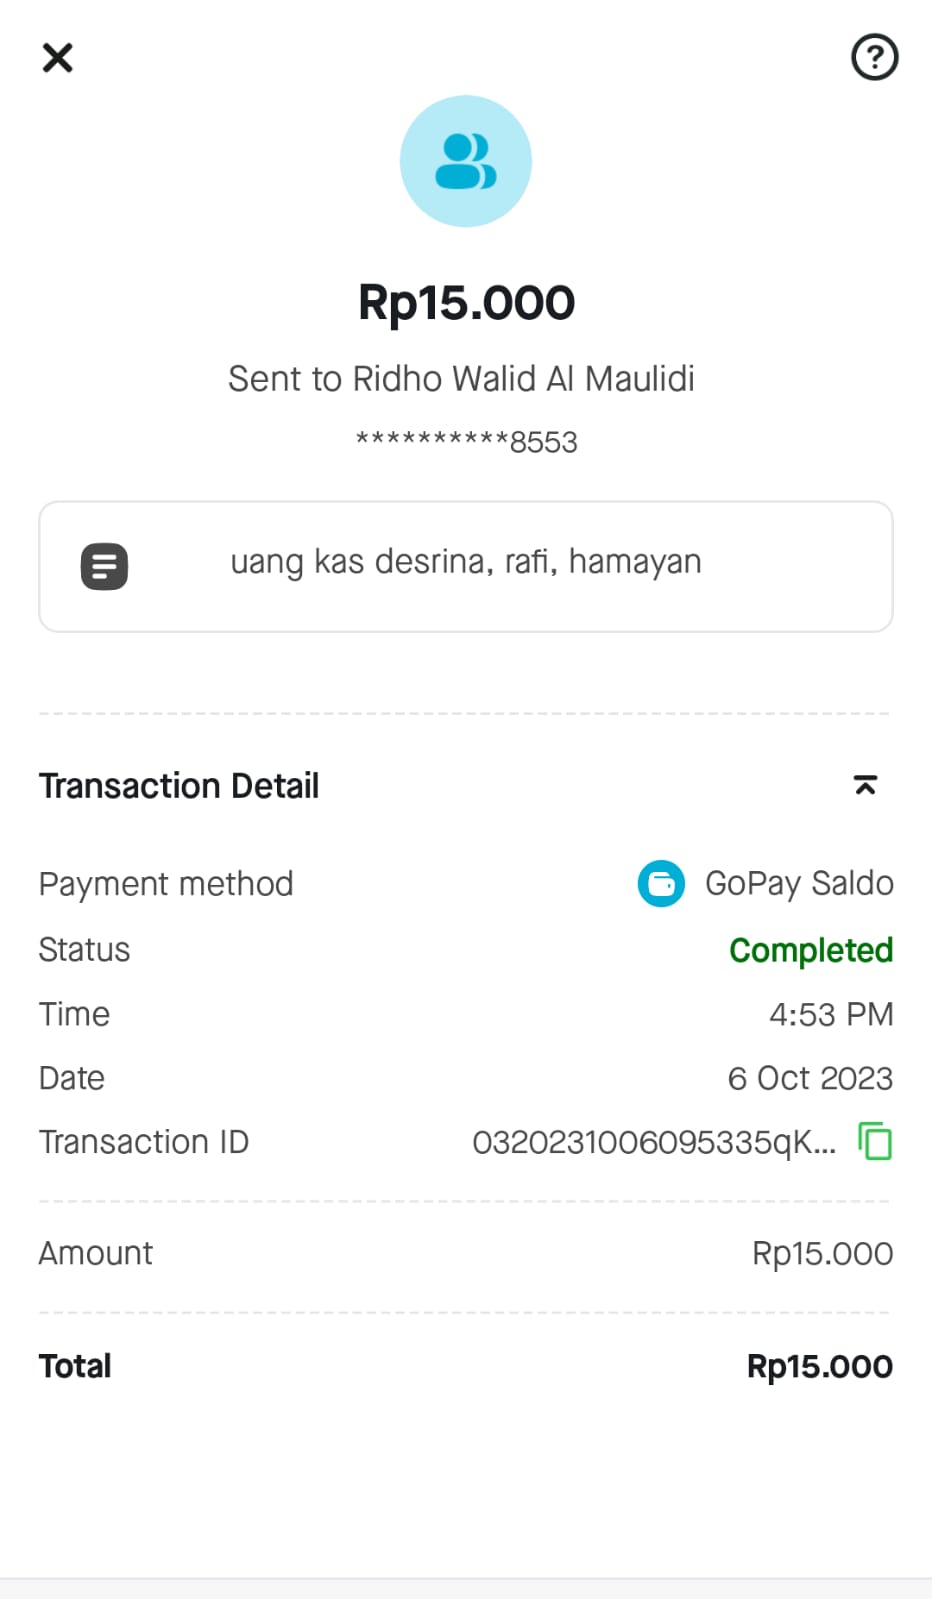 Rp15.000
Sent to Ridho Walid Al Maulidi
**********8553
uang kas desrina, rafi, hamayan
Transaction Detail
Payment method GoPay Saldo
Status Completed
Time 4:53 PM
Date 6 Oct 2023
Transaction ID 0320231006095335qK...
Amount Rp15.000
Total Rp15.000